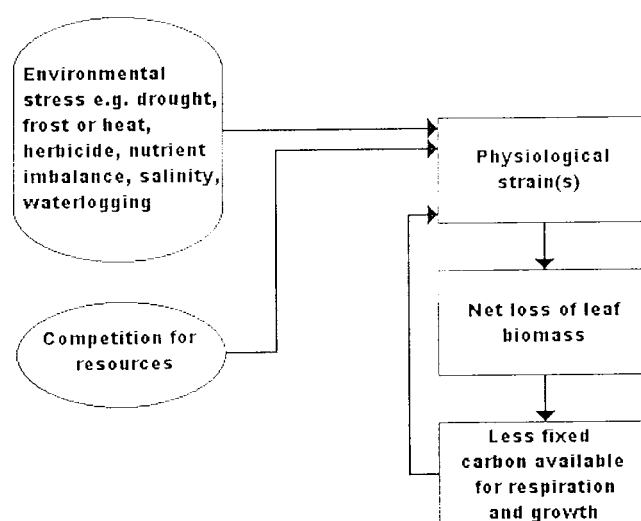 Environmental
stress e.g. drought,
frost or heat,
herbicide, nutrient
imbalance, salinity,
waterlogging
Physiological
strain(s)
Competition for
resources
Net loss of leaf
biomass
Less fixed
carbon available
for respiration
and growth